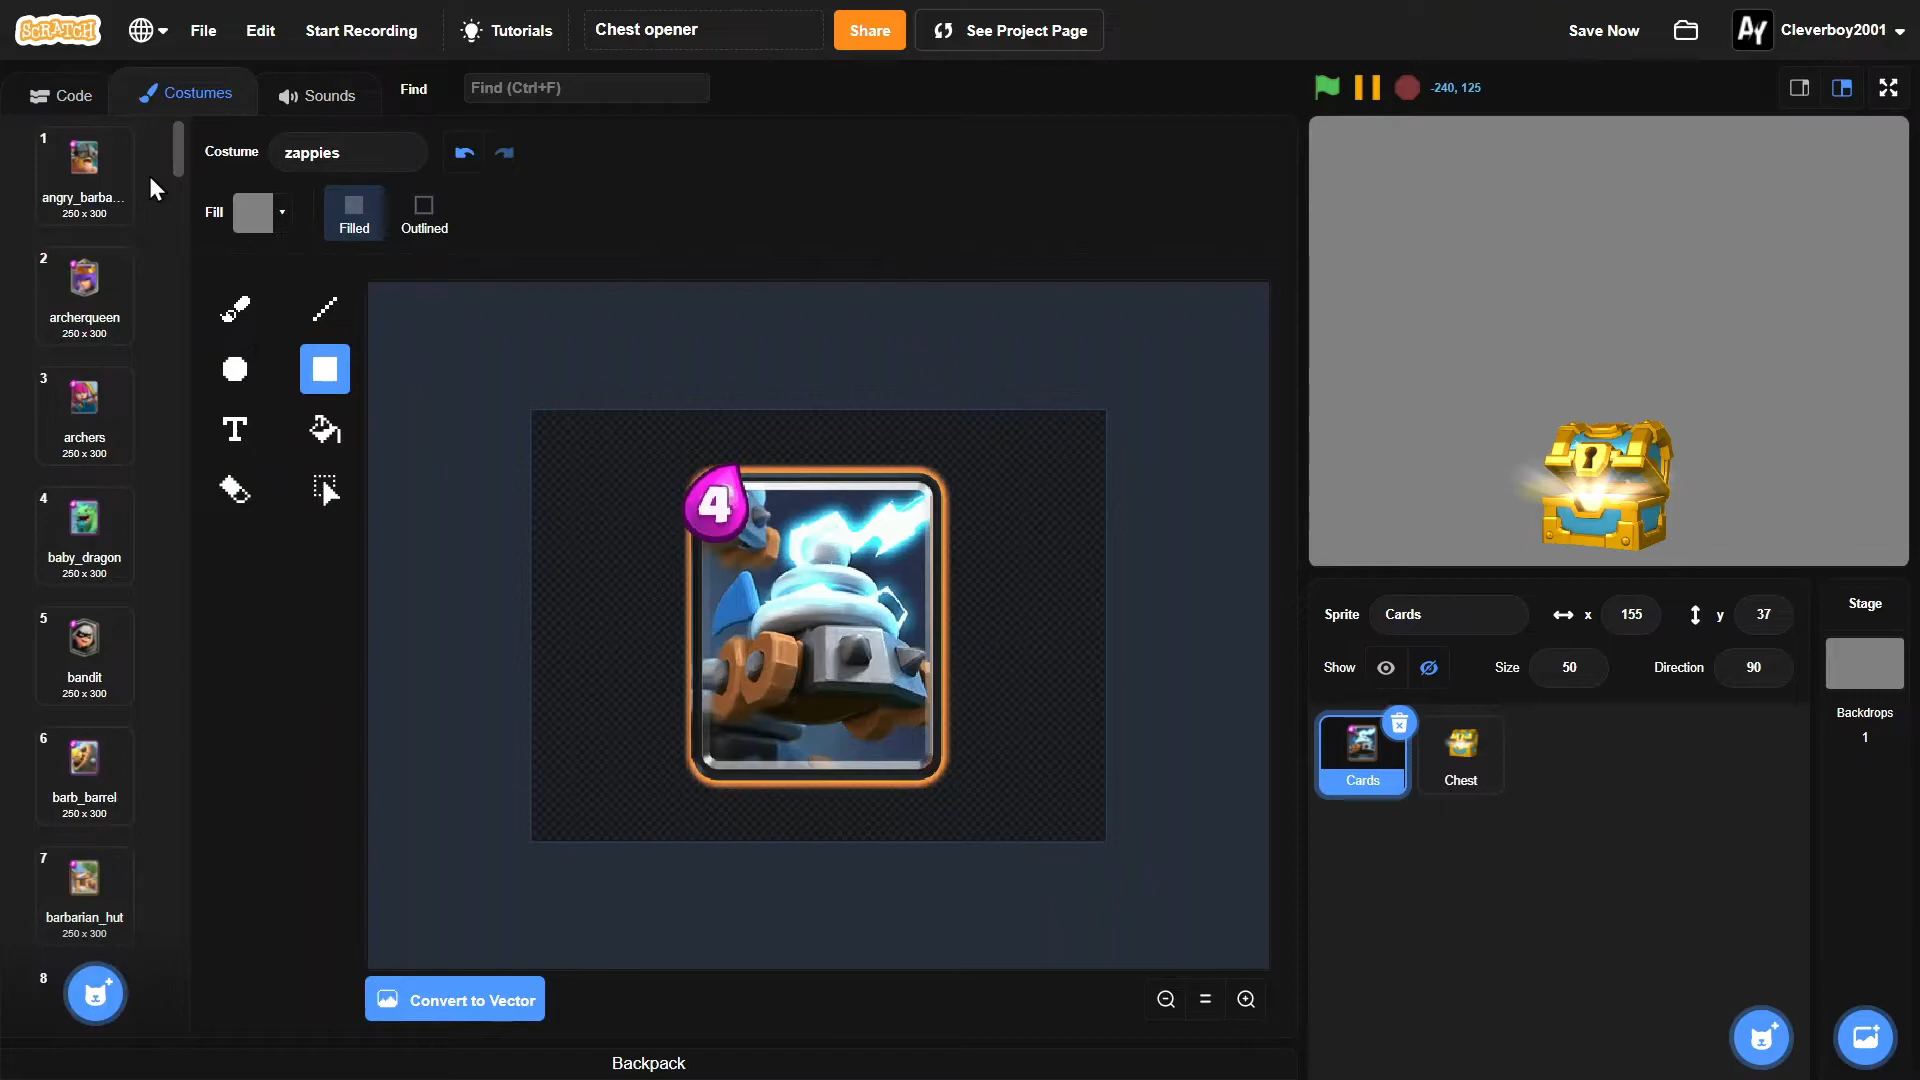 SCRATCH
File
Edit
Start Recording
Tutorials
Chest opener
Share
See Project Page
Save Now
Ay
Cleverboy2001
Code
Costumes
Sounds
Find
Find (Ctrl+F)
-240, 125
1
angry_barba...
250 x 300
2
archerqueen
250 x 300
3
archers
250 x 300
4
baby_dragon
250 x 300
5
bandit
250 x 300
6
barb_barrel
250 x 300
7
barbarian_hut
250 x 300
8
Costume
zappies
Fill
Filled
Outlined
T
4
Convert to Vector
Backpack
Sprite
Cards
x
155
y
37
Show
Size
50
Direction
90
Cards
Chest
Stage
Backdrops
1